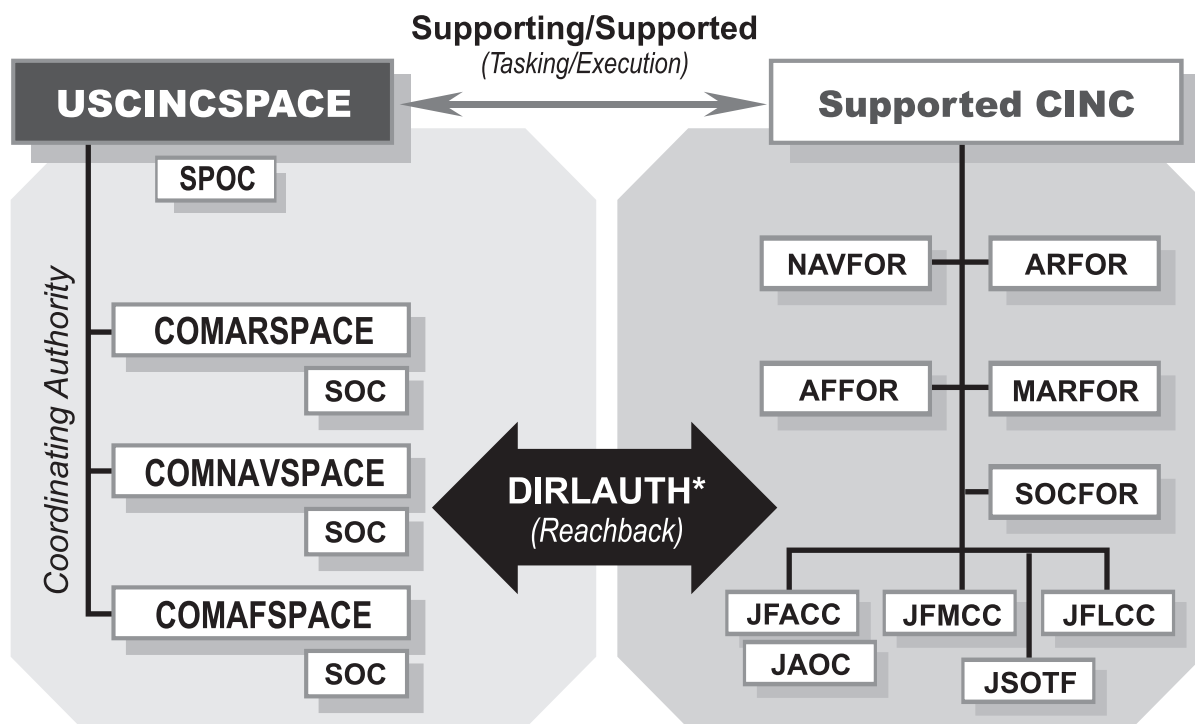 Supporting/Supported
(Tasking/Execution)
USCINCSPACE
Supported CINC
SPOC
Coordinating Authority
COMARSPACE
SOC
COMNAVSPACE
SOC
COMAFSPACE
SOC
DIRLAUTH*
(Reachback)
NAVFOR
ARFOR
AFFOR
MARFOR
SOCFOR
JFACC
JFMCC
JFLCC
JAOC
JSOTF